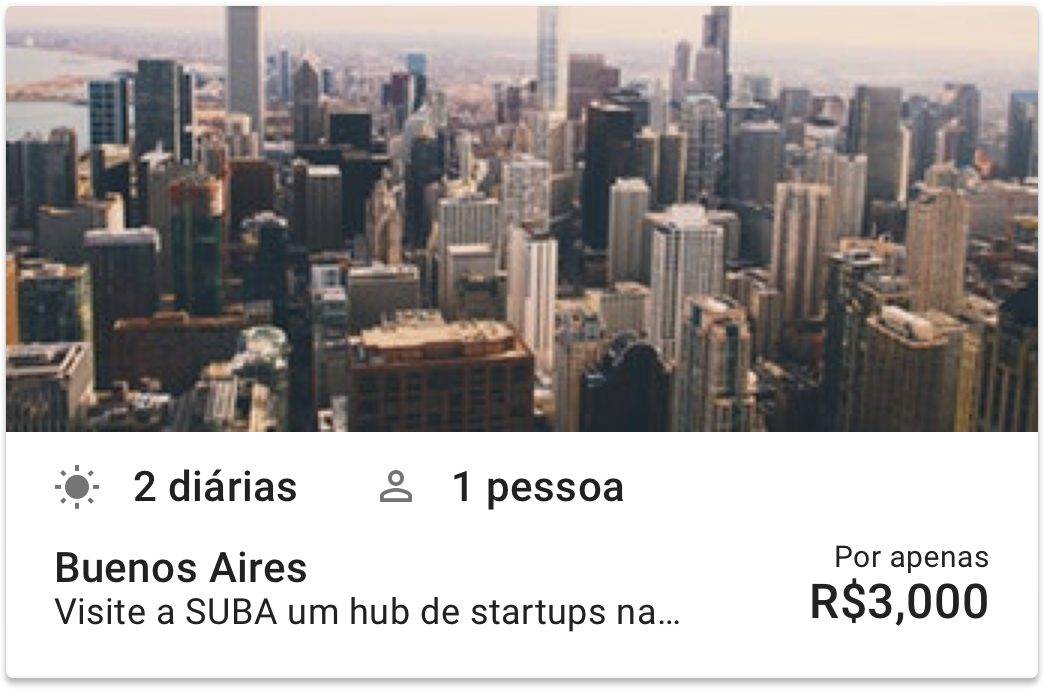 2 diárias
1 pessoa
Buenos Aires
Visite a SUBA um hub de startups na…
Por apenas
R$3,000